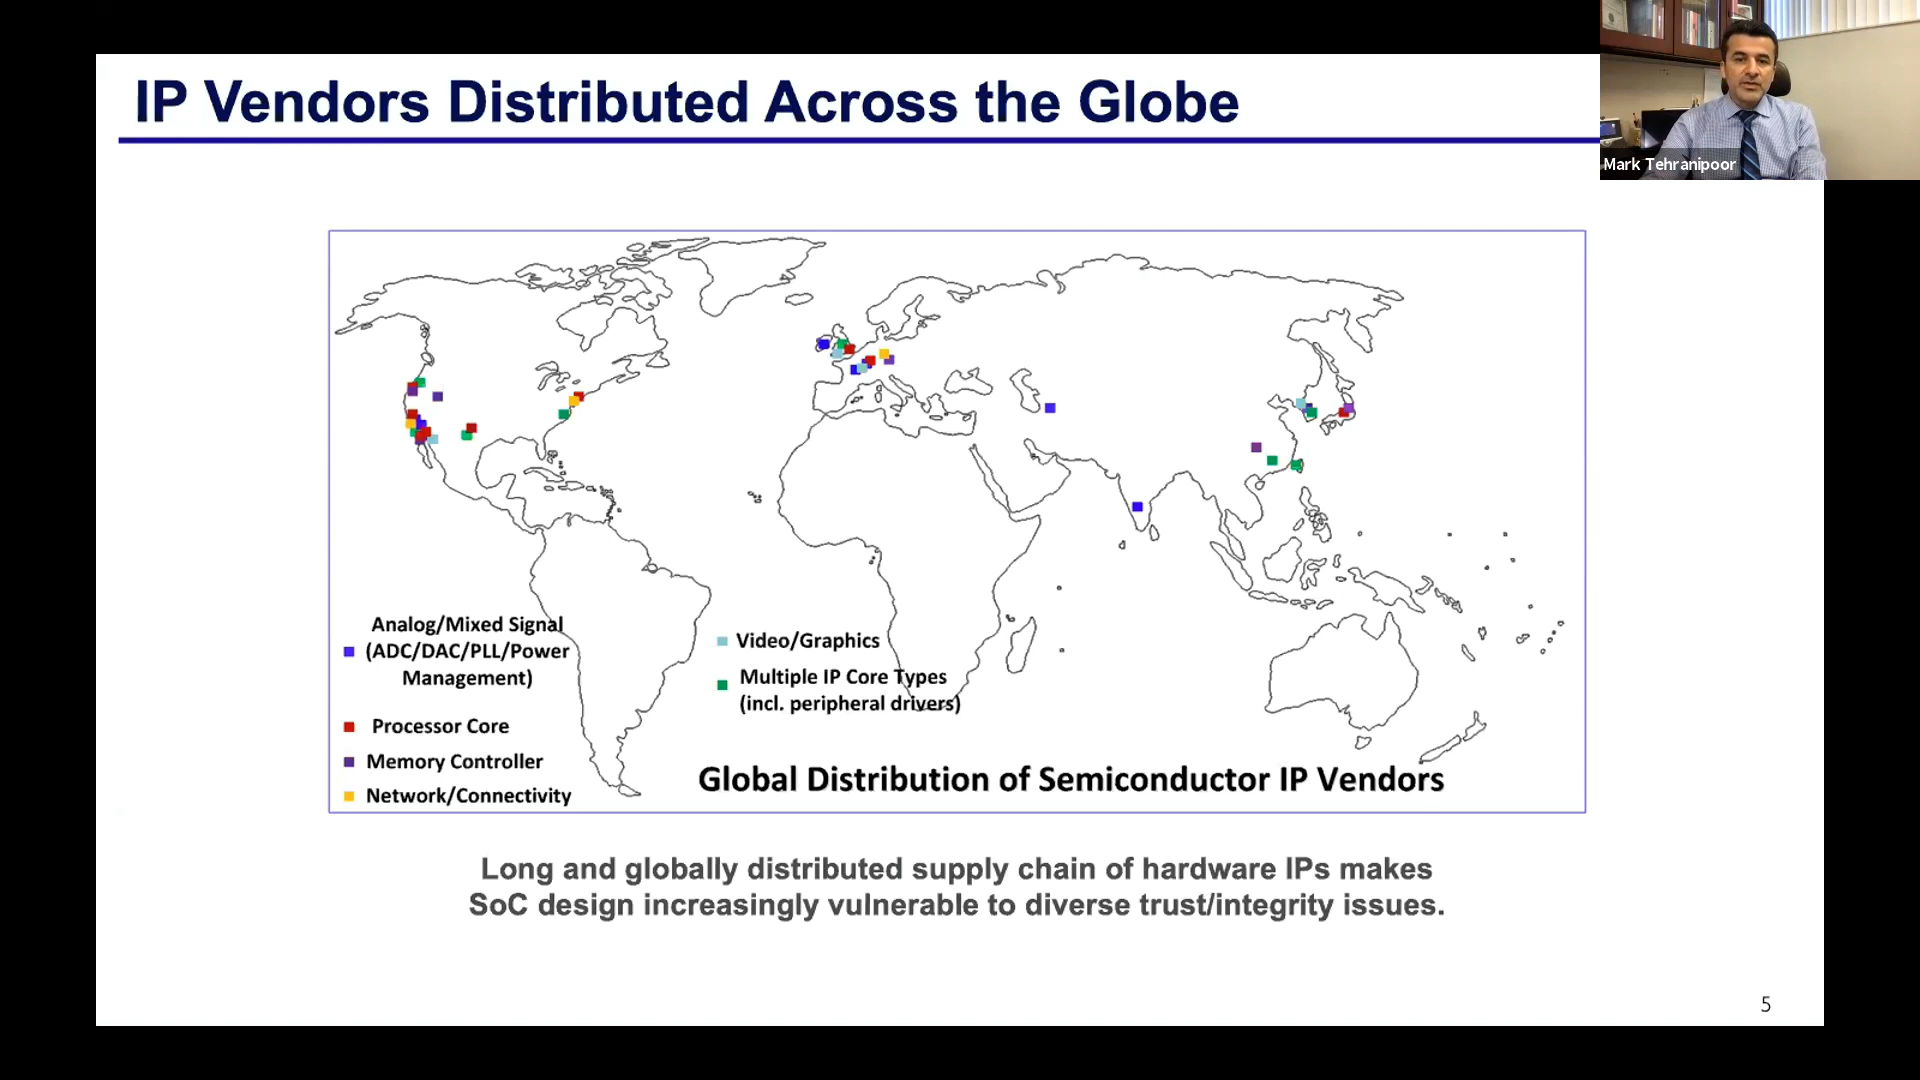 IP Vendors Distributed Across the Globe
Mark Tehranipoor
Analog/Mixed Signal
(ADC/DAC/PLL/Power
Management)
Processor Core
Memory Controller
Network/Connectivity
Video/Graphics
Multiple IP Core Types
(incl. peripheral drivers)
Global Distribution of Semiconductor IP Vendors
Long and globally distributed supply chain of hardware IPs makes
SoC design increasingly vulnerable to diverse trust/integrity issues.
5